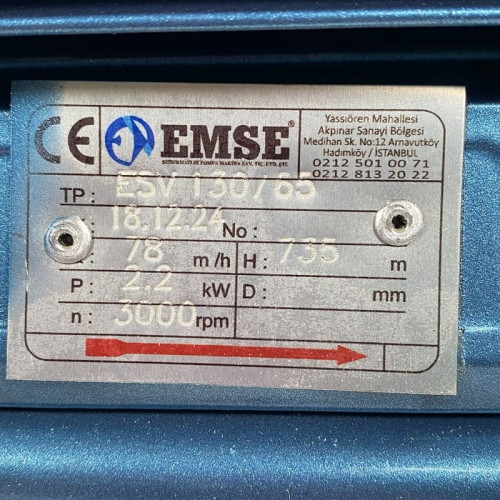 CE EMSE ®
Yassıören Mahallesi
Akpınar Sanayi Bölgesi
Medihan Sk. No:12 Arnavutköy
Hadımköy / İSTANBUL
0212 501 00 71
0212 813 20 22
TP : ESV 130/65
18.12.24 No :
78 m /h H : 735 m
P : 2.2 kW D : mm
n : 3000 rpm